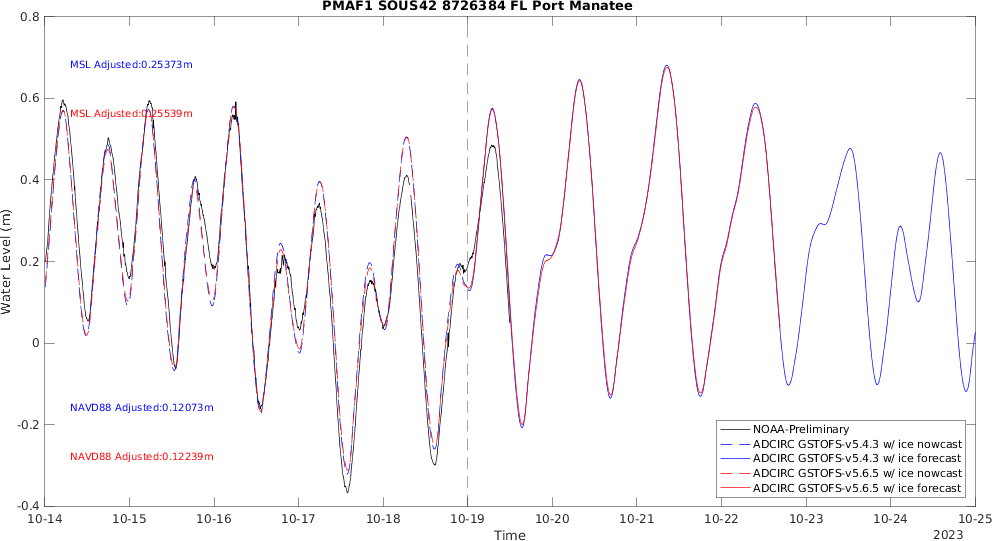 PMAF1 SOUS42 8726384 FL Port Manatee
0.8
0.6
0.4
0.2
0
-0.2
-0.4
Water Level (m)
MSL Adjusted:0.25373m
MSL Adjusted:0.25539m
NAVD88 Adjusted:0.12073m
NAVD88 Adjusted:0.12239m
NOAA-Preliminary
ADCIRC GSTOFS-v5.4.3 w/ ice nowcast
ADCIRC GSTOFS-v5.4.3 w/ ice forecast
ADCIRC GSTOFS-v5.6.5 w/ ice nowcast
ADCIRC GSTOFS-v5.6.5 w/ ice forecast
10-14 10-15 10-16 10-17 10-18 10-19 10-20 10-21 10-22 10-23 10-24 10-25
Time
2023